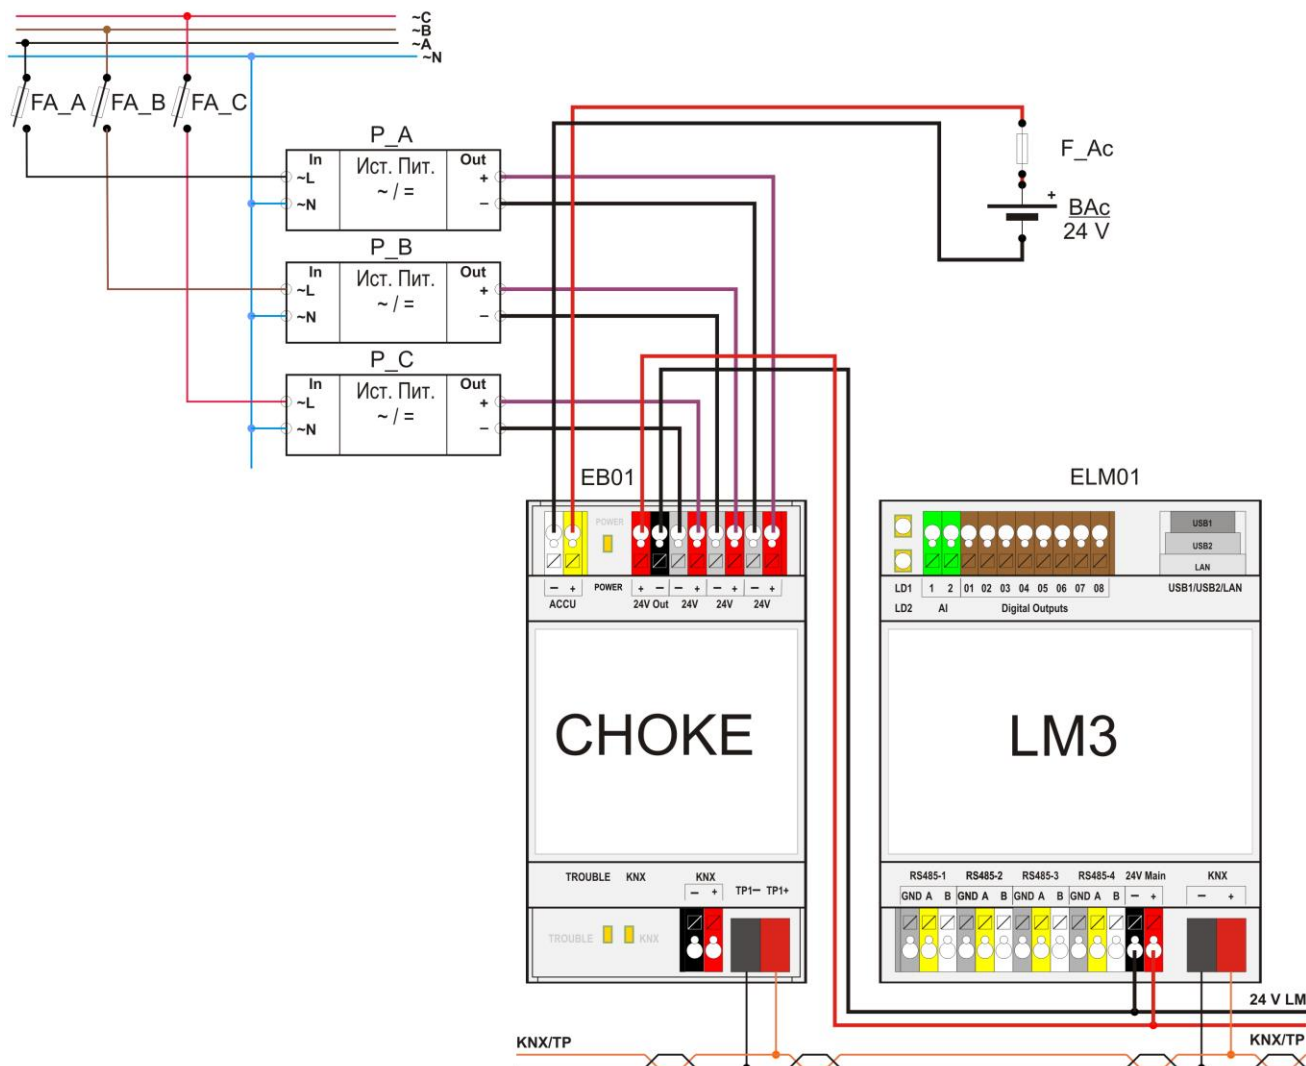 ~C
~B
~A
~N
FA_A FA_B FA_C
P_A
In Ист. Пит. Out
~L ~ / = +
~N −
F_Ac
+
BAc
24 V
P_B
In Ист. Пит. Out
~L ~ / = +
~N −
P_C
In Ист. Пит. Out
~L ~ / = +
~N −
EB01
POWER
− + POWER + − − + − + − +
ACCU 24V Out 24V 24V 24V
CHOKE
TROUBLE KNX KNX
− + TP1− TP1+
TROUBLE KNX
ELM01
USB1
USB2
LAN
LD1 1 2 01 02 03 04 05 06 07 08 USB1/USB2/LAN
LD2 AI Digital Outputs
LM3
RS485-1 RS485-2 RS485-3 RS485-4 24V Main KNX
GND A B GND A B GND A B GND A B − + − +
24 V LM
KNX/TP KNX/TP